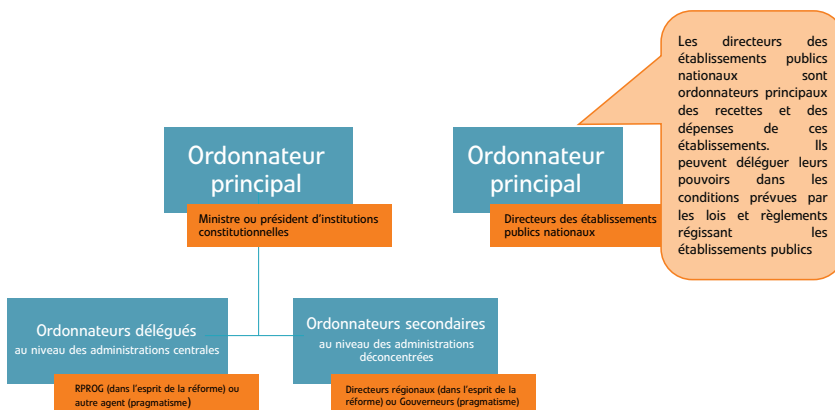 Ordonnateur
principal
Ministre ou président d'institutions
constitutionnelles
Ordonnateur
principal
Directeurs des établissements
publics nationaux
Les directeurs des
établissements publics
nationaux sont
ordonnateurs principaux
des recettes et des
dépenses de ces
établissements. Ils
peuvent déléguer leurs
pouvoirs dans les
conditions prévues par
les lois et règlements
régissant les
établissements publics
Ordonnateurs délégués
au niveau des administrations centrales
RPROG (dans l'esprit de la réforme) ou
autre agent (pragmatisme)
Ordonnateurs secondaires
au niveau des administrations
déconcentrées
Directeurs régionaux (dans l'esprit de la
réforme) ou Gouverneurs (pragmatisme)